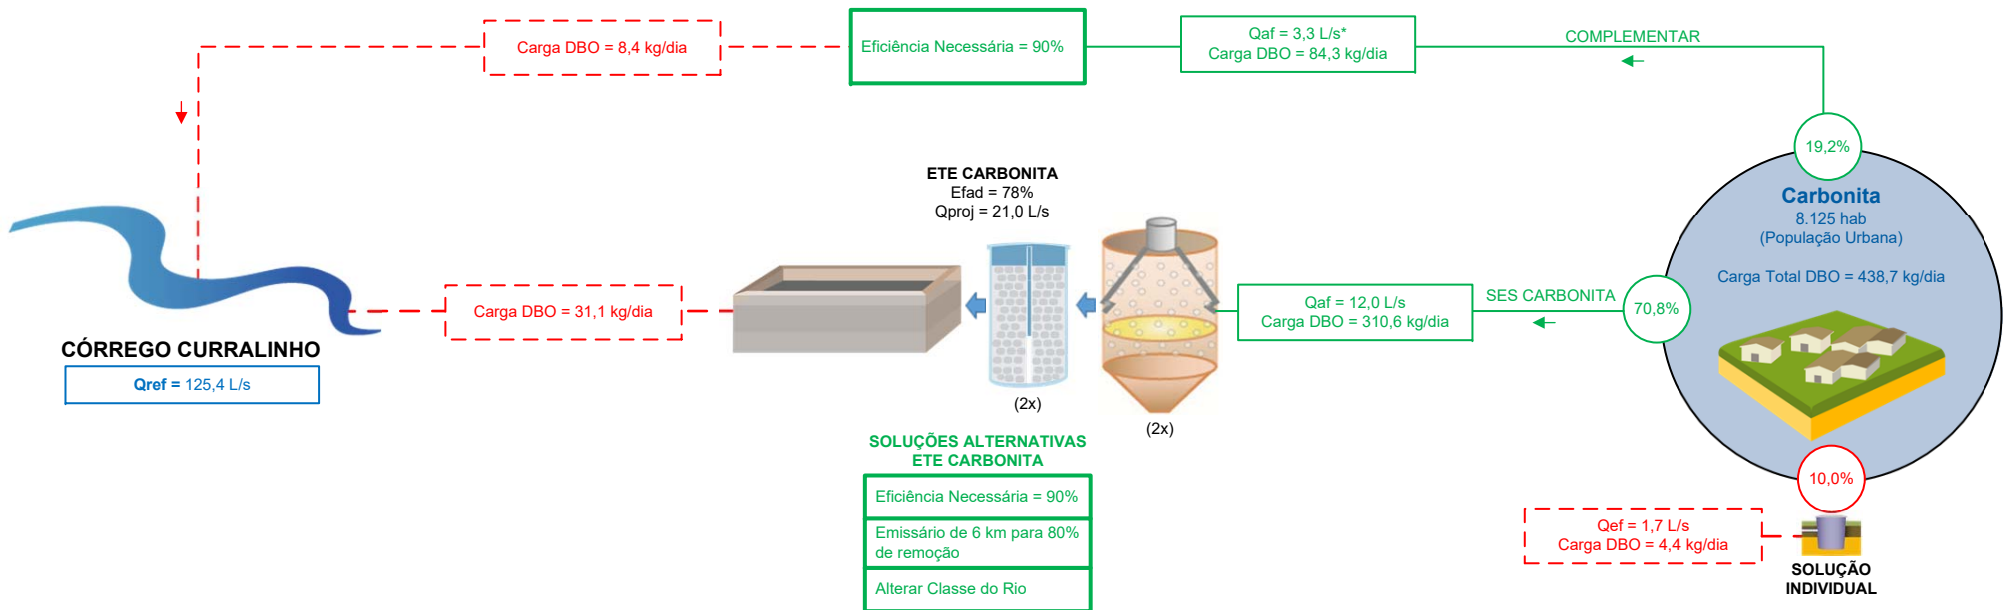 Carga DBO = 8,4 kg/dia
Eficiência Necessária = 90%
Qaf = 3,3 L/s*
Carga DBO = 84,3 kg/dia
COMPLEMENTAR
19,2%
Carbonita
8.125 hab
(População Urbana)
Carga Total DBO = 438,7 kg/dia
ETE CARBONITA
Efad = 78%
Qproj = 21,0 L/s
Carga DBO = 31,1 kg/dia
Qaf = 12,0 L/s
Carga DBO = 310,6 kg/dia
SES CARBONITA
70,8%
CÓRREGO CURRALINHO
Qref = 125,4 L/s
(2x)
(2x)
SOLUÇÕES ALTERNATIVAS
ETE CARBONITA
Eficiência Necessária = 90%
Emissário de 6 km para 80%
de remoção
Alterar Classe do Rio
10,0%
Qef = 1,7 L/s
Carga DBO = 4,4 kg/dia
SOLUÇÃO
INDIVIDUAL